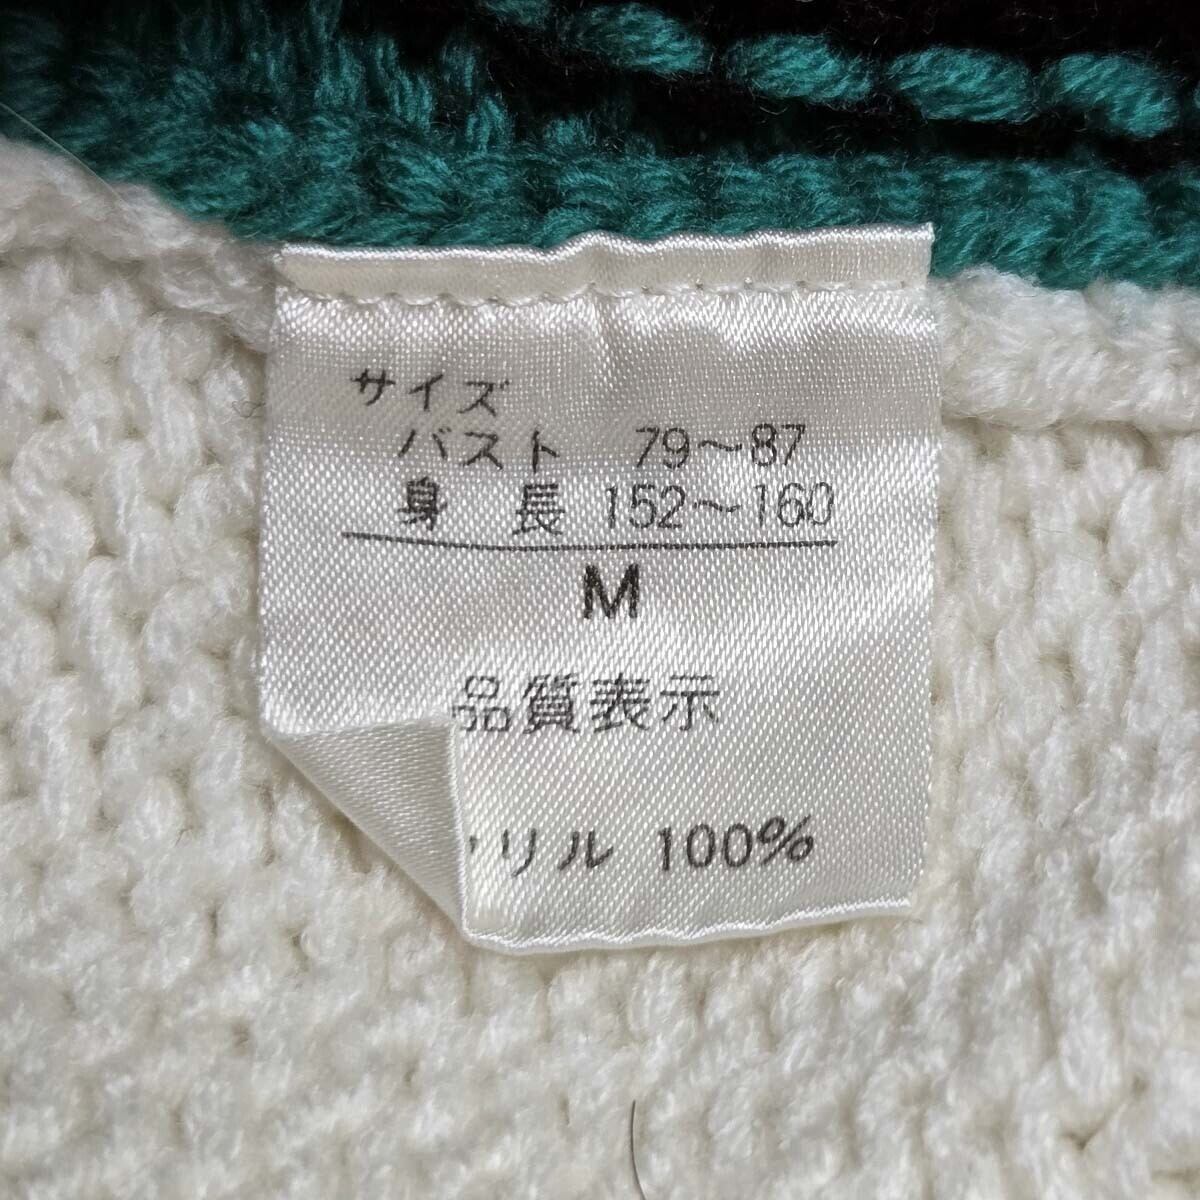 サイズ
バスト 79～87
身長 152～160
M
品質表示
リル 100%